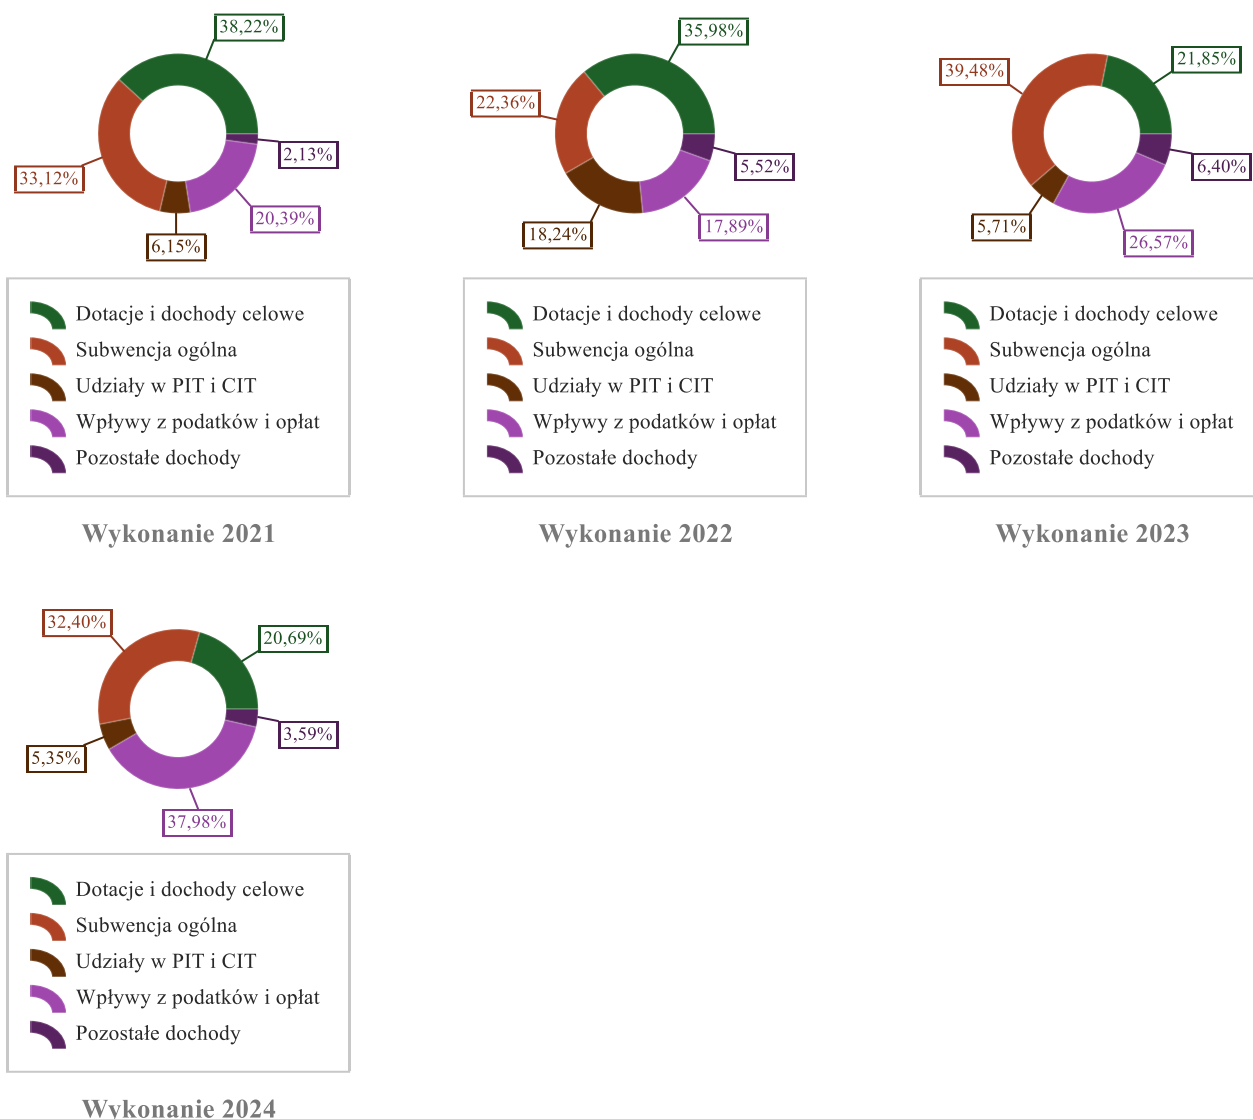 38,22%
33,12%
2,13%
20,39%
6,15%
Dotacje i dochody celowe
Subwencja ogólna
Udziały w PIT i CIT
Wpływy z podatków i opłat
Pozostałe dochody
Wykonanie 2021
35,98%
22,36%
5,52%
17,89%
18,24%
Dotacje i dochody celowe
Subwencja ogólna
Udziały w PIT i CIT
Wpływy z podatków i opłat
Pozostałe dochody
Wykonanie 2022
21,85%
39,48%
6,40%
5,71%
26,57%
Dotacje i dochody celowe
Subwencja ogólna
Udziały w PIT i CIT
Wpływy z podatków i opłat
Pozostałe dochody
Wykonanie 2023
32,40%
20,69%
3,59%
5,35%
37,98%
Dotacje i dochody celowe
Subwencja ogólna
Udziały w PIT i CIT
Wpływy z podatków i opłat
Pozostałe dochody
Wykonanie 2024